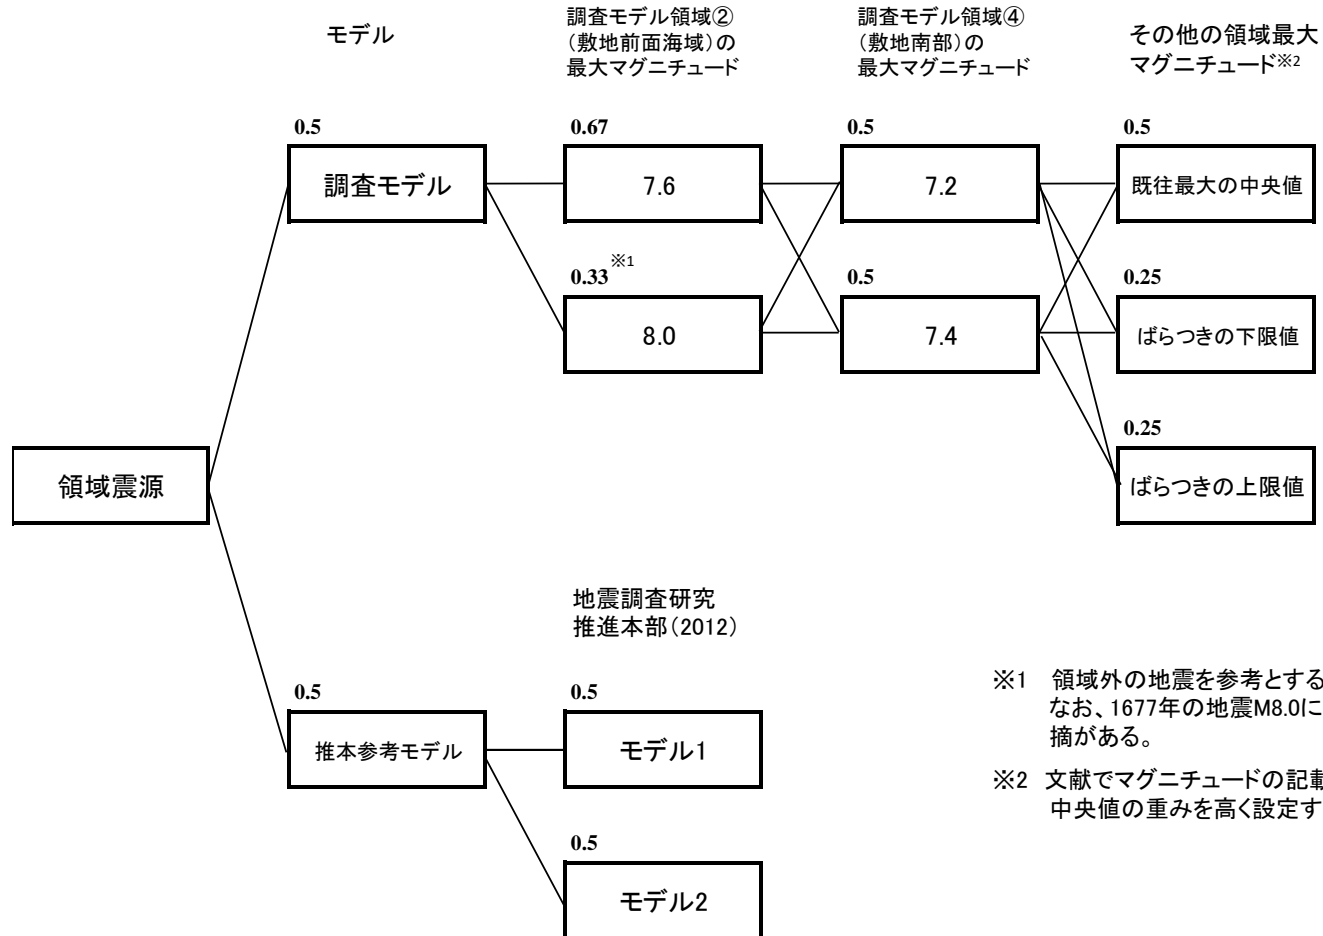 モデル
調査モデル領域②
(敷地前面海域)の
最大マグニチュード
調査モデル領域④
(敷地南部)の
最大マグニチュード
その他の領域最大
マグニチュード※2
0.5
調査モデル
0.67
7.6
0.5
7.2
0.5
既往最大の中央値
0.33※1
8.0
0.5
7.4
0.25
ばらつきの下限値
0.25
ばらつきの上限値
領域震源
地震調査研究
推進本部(2012)
0.5
推本参考モデル
0.5
モデル1
0.5
モデル2
※1 領域外の地震を参考とする
なお、1677年の地震M8.0に
摘がある。
※2 文献でマグニチュードの記
中央値の重みを高く設定す